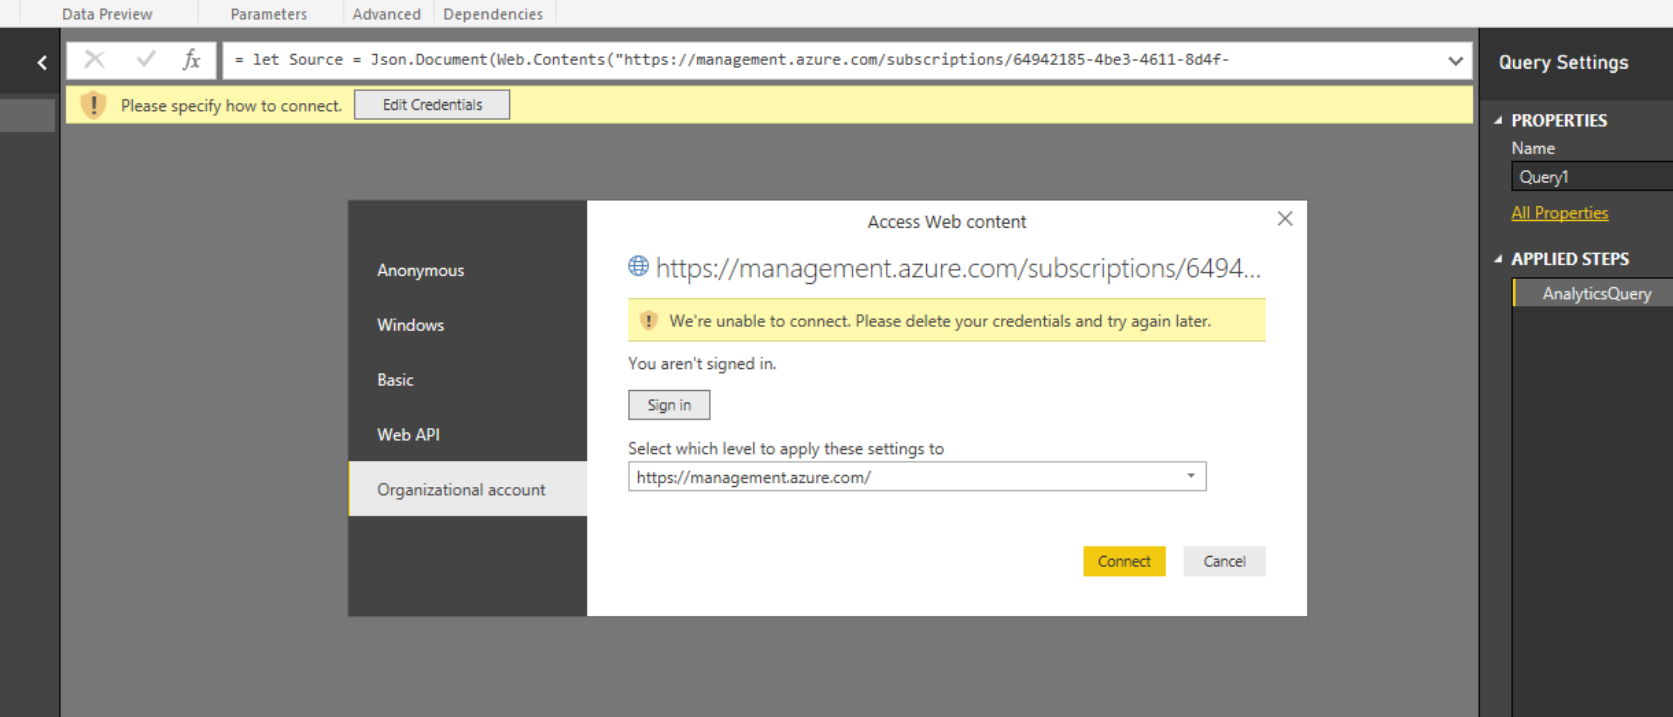 Data Preview
Parameters
Advanced
Dependencies
fx
= let Source = Json.Document(Web.Contents("https://management.azure.com/subscriptions/64942185-4be3-4611-8d4f-
Query Settings
Please specify how to connect.
Edit Credentials
PROPERTIES
Name
Query1
All Properties
APPLIED STEPS
AnalyticsQuery
Access Web content
Anonymous
Windows
Basic
Web API
Organizational account
https://management.azure.com/subscriptions/6494...
We're unable to connect. Please delete your credentials and try again later.
You aren't signed in.
Sign in
Select which level to apply these settings to
https://management.azure.com/
Connect
Cancel